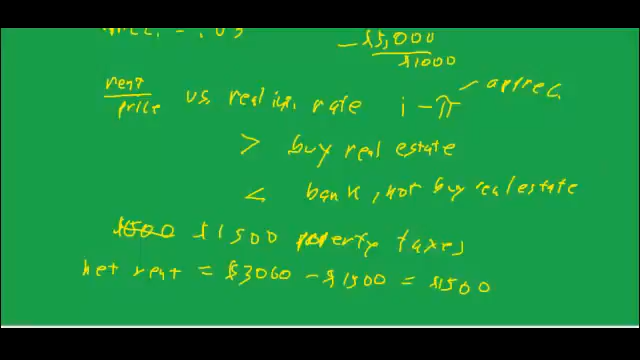 - $5,000
$1000
rent/price vs. real int. rate i - π apprec.
> buy real estate
< bank, not buy real estate
$1500 property taxes
net rent = $3000 - $1500 = $1500